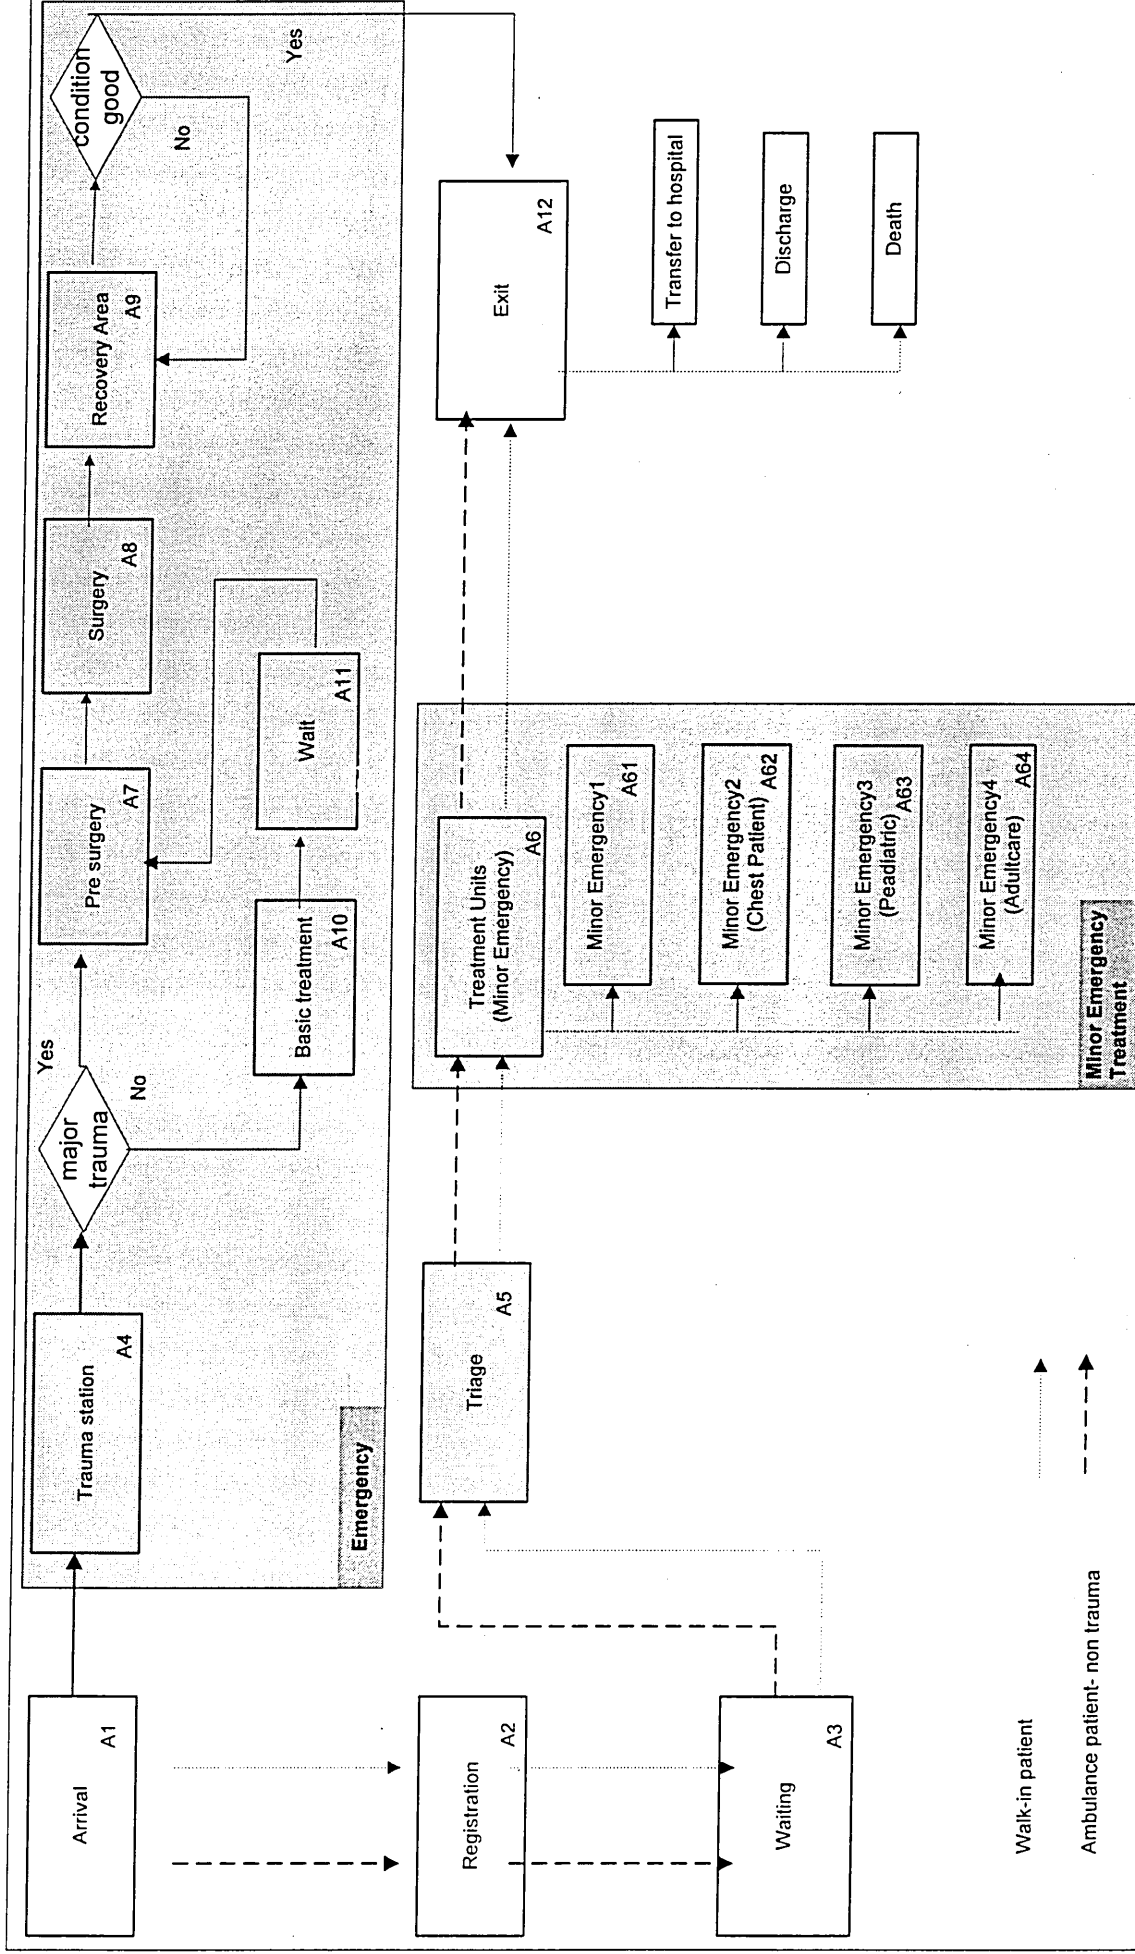 Arrival
A1
Trauma station
A4
major
trauma
Yes
No
Pre surgery
A7
Surgery
A8
Recovery Area
A9
condition
good
No
Yes
Basic treatment
A10
Wait
A11
Emergency
Registration
A2
Triage
A5
Treatment Units
(Minor Emergency)
A6
Exit
A12
Waiting
A3
Minor Emergency1
A61
Minor Emergency2
(Chest Patient)
A62
Minor Emergency3
(Peadiatric)
A63
Minor Emergency4
(Adultcare)
A64
Minor Emergency
Treatment
Transfer to hospital
Discharge
Death
Walk-in patient
Ambulance patient- non trauma